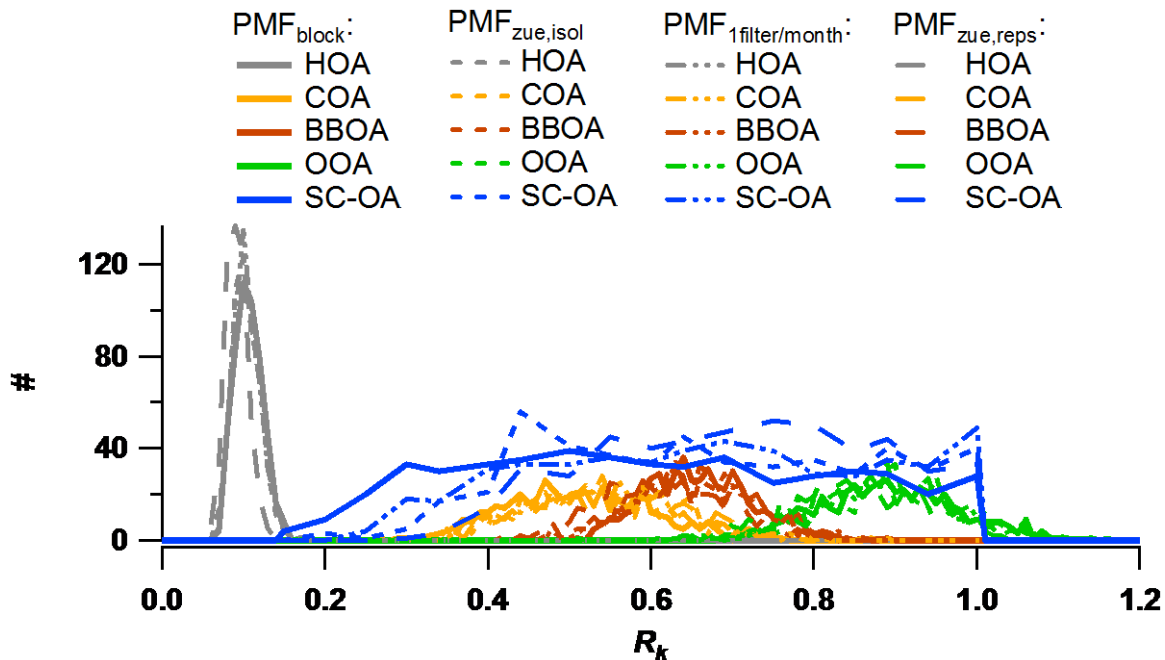 PMFblock: PMFzue,isol PMF1filter/month: PMFzue,reps:
HOA HOA HOA HOA
COA COA COA COA
BBOA BBOA BBOA BBOA
OOA OOA OOA OOA
SC-OA SC-OA SC-OA SC-OA
120
80
#
40
0
0.0 0.2 0.4 0.6 0.8 1.0 1.2
Rk